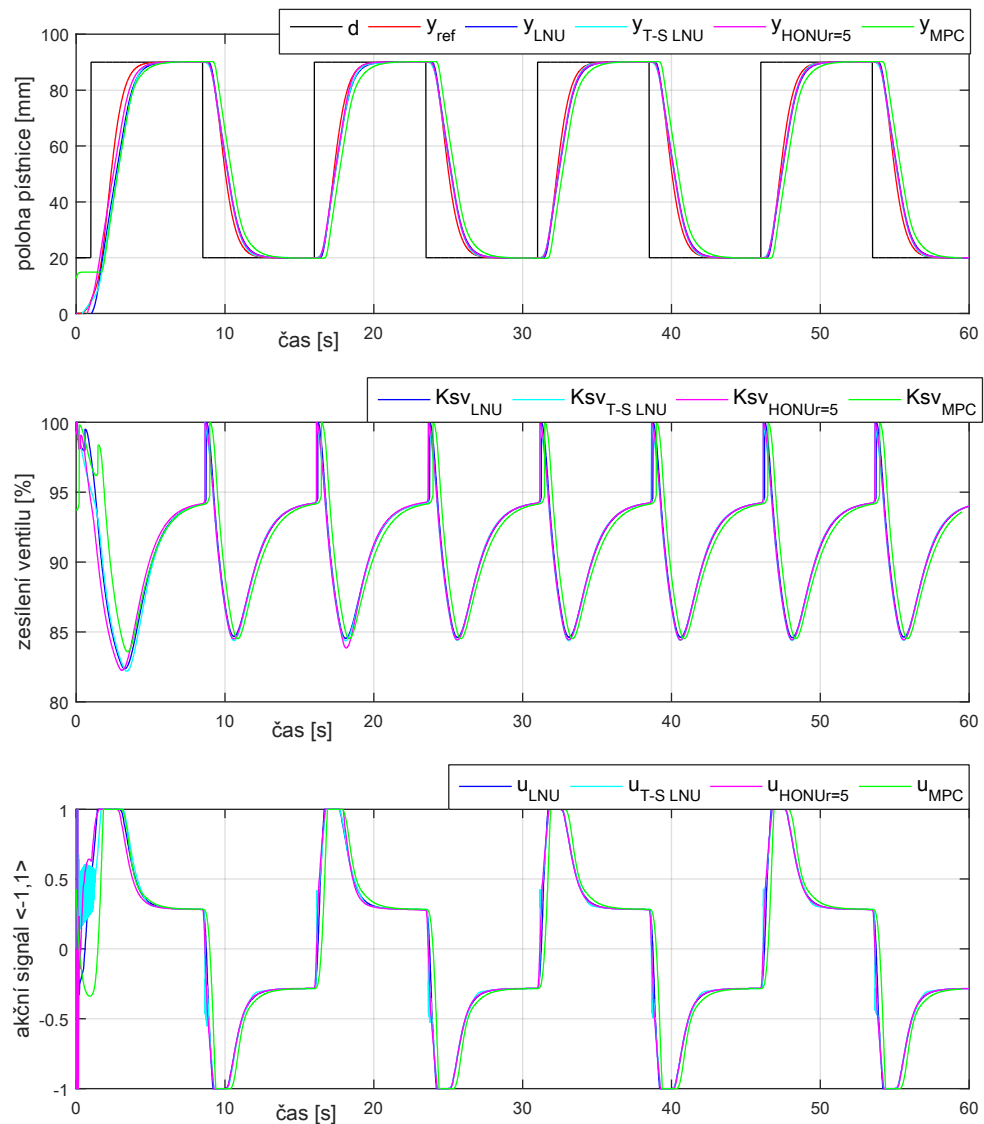 d y_ref y_LNU y_T-S LNU y_HONUr=5 y_MPC
poloha pístnice [mm]
100
80
60
40
20
0
0 10 20 30 40 50 60
čas [s]
Ksv_LNU Ksv_T-S LNU Ksv_HONUr=5 Ksv_MPC
zesílení ventilu [%]
100
95
90
85
80
0 10 20 30 40 50 60
čas [s]
u_LNU u_T-S LNU u_HONUr=5 u_MPC
akční signál <-1,1>
1
0.5
0
-0.5
-1
0 10 20 30 40 50 60
čas [s]